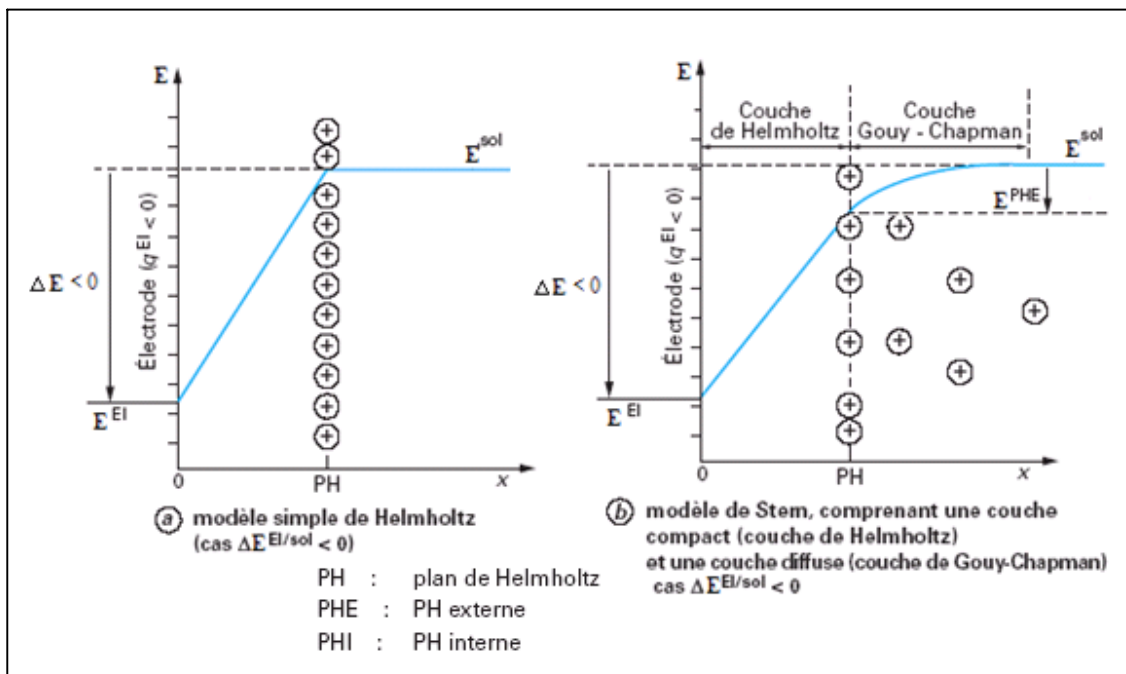 E
E^sol
Électrode (q^El < 0)
ΔE < 0
E^El
0
PH
x
ⓐ modèle simple de Helmholtz
(cas ΔE^El/sol < 0)
E
Couche
de Helmholtz
Couche
Gouy - Chapman
E^sol
E^PHE
Électrode (q^El < 0)
ΔE < 0
E^El
0
PH
x
ⓑ modèle de Stern, comprenant une couche
compact (couche de Helmholtz)
et une couche diffuse (couche de Gouy-Chapman)
cas ΔE^El/sol < 0
PH : plan de Helmholtz
PHE : PH externe
PHI : PH interne